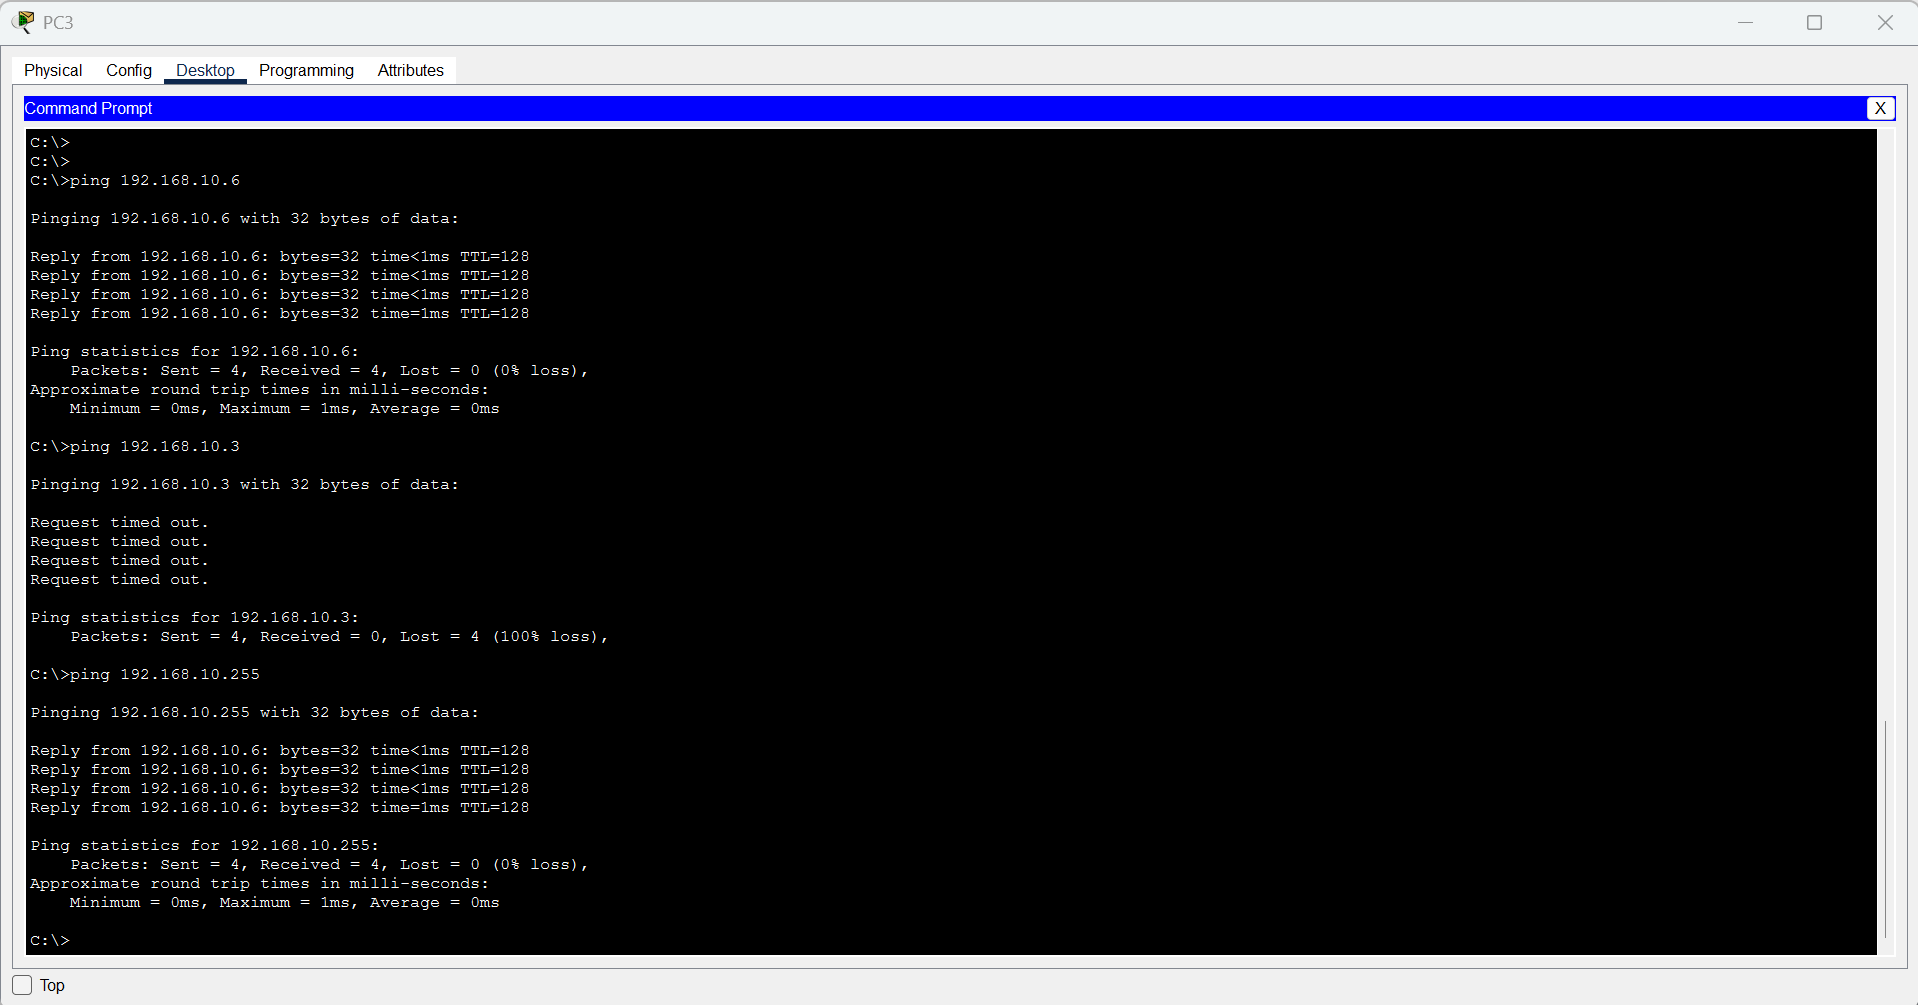 PC3
Physical Config Desktop Programming Attributes
Command Prompt X
C:\>
C:\>
C:\>ping 192.168.10.6
Pinging 192.168.10.6 with 32 bytes of data:
Reply from 192.168.10.6: bytes=32 time<1ms TTL=128
Reply from 192.168.10.6: bytes=32 time<1ms TTL=128
Reply from 192.168.10.6: bytes=32 time<1ms TTL=128
Reply from 192.168.10.6: bytes=32 time=1ms TTL=128
Ping statistics for 192.168.10.6:
    Packets: Sent = 4, Received = 4, Lost = 0 (0% loss),
Approximate round trip times in milli-seconds:
    Minimum = 0ms, Maximum = 1ms, Average = 0ms
C:\>ping 192.168.10.3
Pinging 192.168.10.3 with 32 bytes of data:
Request timed out.
Request timed out.
Request timed out.
Request timed out.
Ping statistics for 192.168.10.3:
    Packets: Sent = 4, Received = 0, Lost = 4 (100% loss),
C:\>ping 192.168.10.255
Pinging 192.168.10.255 with 32 bytes of data:
Reply from 192.168.10.6: bytes=32 time<1ms TTL=128
Reply from 192.168.10.6: bytes=32 time<1ms TTL=128
Reply from 192.168.10.6: bytes=32 time<1ms TTL=128
Reply from 192.168.10.6: bytes=32 time=1ms TTL=128
Ping statistics for 192.168.10.255:
    Packets: Sent = 4, Received = 4, Lost = 0 (0% loss),
Approximate round trip times in milli-seconds:
    Minimum = 0ms, Maximum = 1ms, Average = 0ms
C:\>
Top